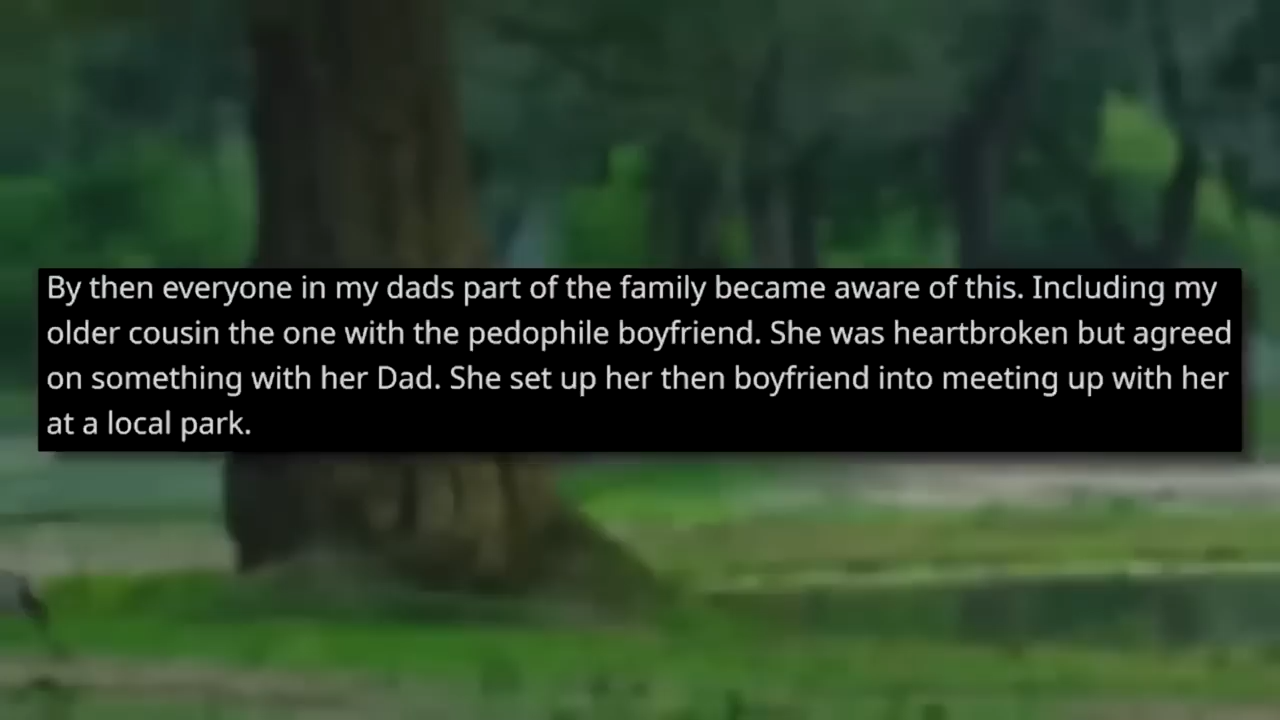 By then everyone in my dads part of the family became aware of this. Including my
older cousin the one with the pedophile boyfriend. She was heartbroken but agreed
on something with her Dad. She set up her then boyfriend into meeting up with her
at a local park.